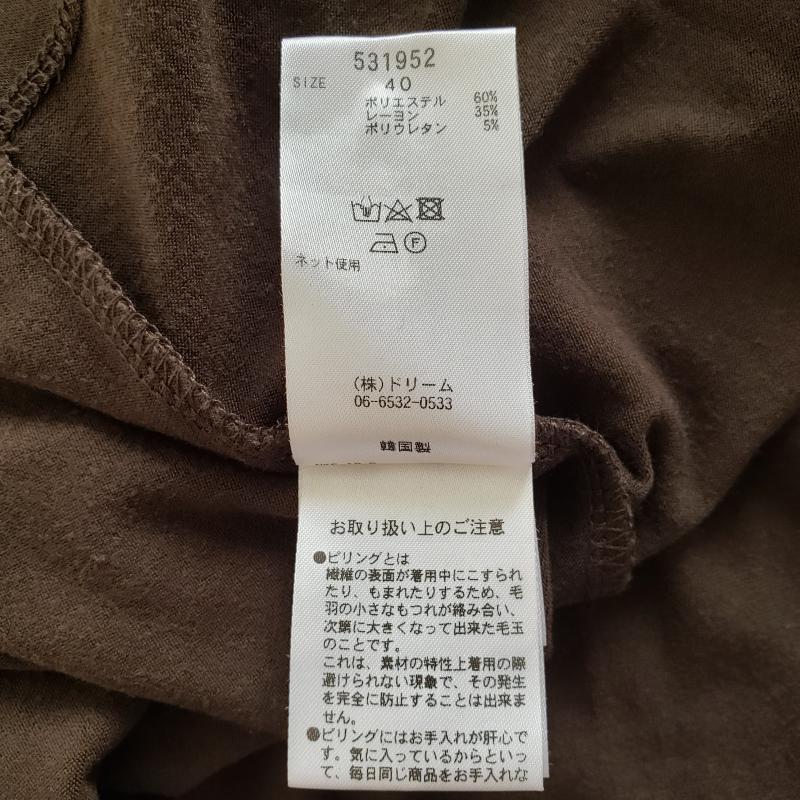 531952
SIZE 40
ポリエステル 60%
レーヨン 35%
ポリウレタン 5%
F
ネット使用
(株)ドリーム
06-6532-0533
お取り扱い上のご注意
●ピリングとは
繊維の表面が着用中にこすられ
たり、もまれたりするため、毛
羽の小さなもつれが絡み合い、
次第に大きくなって出来た毛玉
のことです。
これは、素材の特性上着用の際
避けられない現象で、その発生
を完全に防止することは出来ま
せん。
●ピリングにはお手入れが肝心で
す。気に入っているからといっ
て、毎日同じ商品をお手入れな